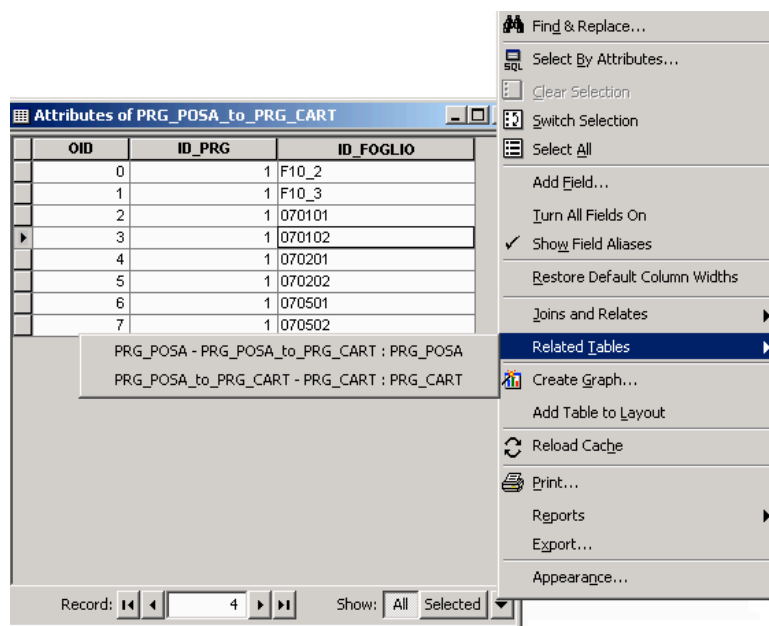 Attributes of PRG_POSA_to_PRG_CART
OID ID_PRG ID_FOGLIO
0 1 F10_2
1 1 F10_3
2 1 070101
3 1 070102
4 1 070201
5 1 070202
6 1 070501
7 1 070502
PRG_POSA - PRG_POSA_to_PRG_CART : PRG_POSA
PRG_POSA_to_PRG_CART - PRG_CART : PRG_CART
Record: 4 Show: All Selected
Find & Replace...
SQL Select By Attributes...
Clear Selection
Switch Selection
Select All
Add Field...
Turn All Fields On
Show Field Aliases
Restore Default Column Widths
Joins and Relates
Related Tables
Create Graph...
Add Table to Layout
Reload Cache
Print...
Reports
Export...
Appearance...